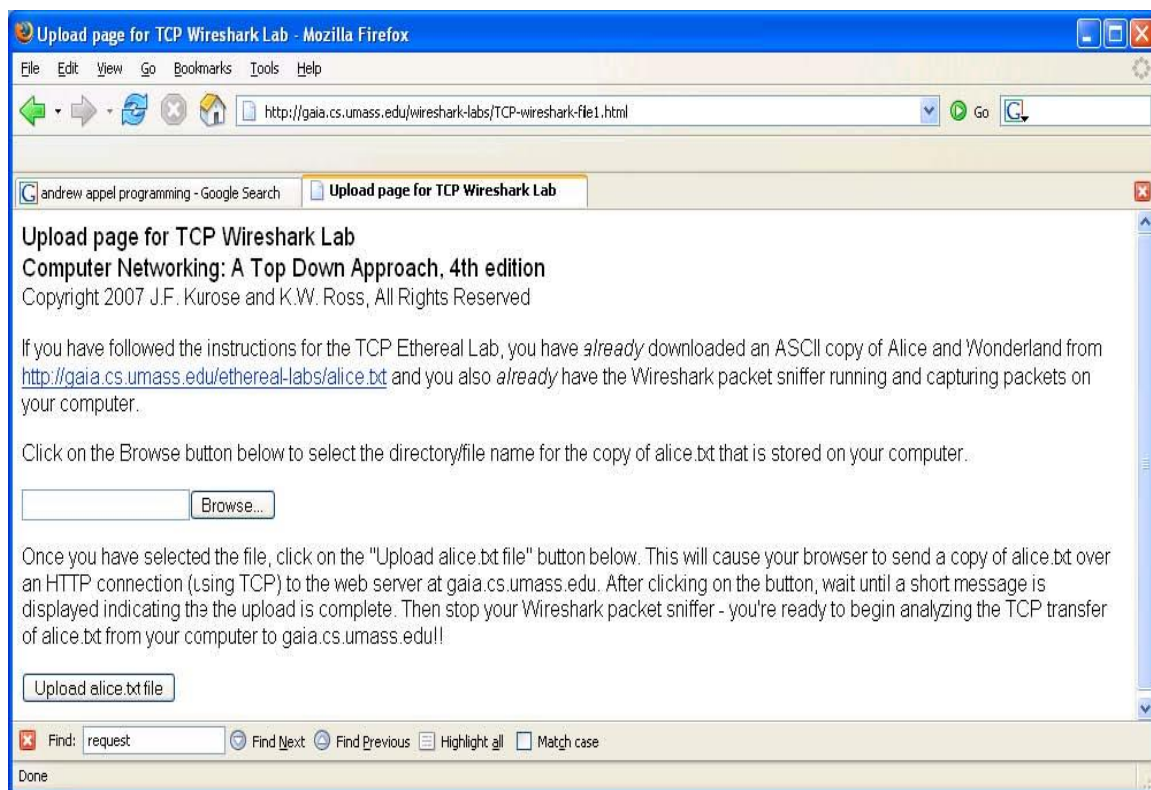 Upload page for TCP Wireshark Lab - Mozilla Firefox
File Edit View Go Bookmarks Tools Help
http://gaia.cs.umass.edu/wireshark-labs/TCP-wireshark-file1.html Go G
G andrew appel programming - Google Search Upload page for TCP Wireshark Lab
Upload page for TCP Wireshark Lab
Computer Networking: A Top Down Approach, 4th edition
Copyright 2007 J.F. Kurose and K.W. Ross, All Rights Reserved
If you have followed the instructions for the TCP Ethereal Lab, you have already downloaded an ASCII copy of Alice and Wonderland from
http://gaia.cs.umass.edu/ethereal-labs/alice.txt and you also already have the Wireshark packet sniffer running and capturing packets on
your computer.
Click on the Browse button below to select the directory/file name for the copy of alice.txt that is stored on your computer.
Browse...
Once you have selected the file, click on the "Upload alice.txt file" button below. This will cause your browser to send a copy of alice.txt over
an HTTP connection (using TCP) to the web server at gaia.cs.umass.edu. After clicking on the button, wait until a short message is
displayed indicating the the upload is complete. Then stop your Wireshark packet sniffer - you're ready to begin analyzing the TCP transfer
of alice.txt from your computer to gaia.cs.umass.edu!!
Upload alice.txt file
Find: request Find Next Find Previous Highlight all Match case
Done